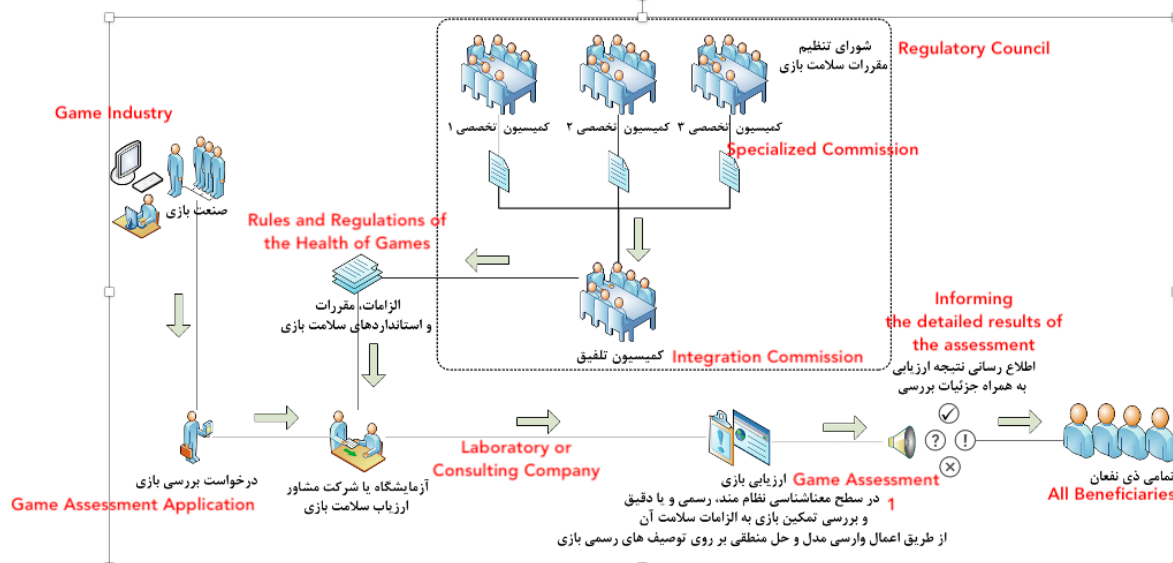 شورای تنظیم
مقررات سلامت بازی
Regulatory Council
Game Industry
صنعت بازی
کمیسیون تخصصی ۱
کمیسیون تخصصی ۲
کمیسیون تخصصی ۳
Specialized Commission
Rules and Regulations of
the Health of Games
الزامات، مقررات
و استانداردهای سلامت بازی
کمیسیون تلفیق
Integration Commission
Informing
the detailed results of
the assessment
اطلاع رسانی نتیجه ارزیابی
به همراه جزئیات بررسی
درخواست بررسی بازی
Game Assessment Application
آزمایشگاه یا شرکت مشاور
ارزیاب سلامت بازی
Laboratory or
Consulting Company
ارزیابی بازی
Game Assessment
1
در سطح معناشناسی نظام مند، رسمی و یا دقیق
و بررسی تمکین بازی به الزامات سلامت آن
از طریق اعمال وارسی مدل و حل منطقی بر روی توصیف های رسمی بازی
? !
تمامی ذی نفعان
All Beneficiaries